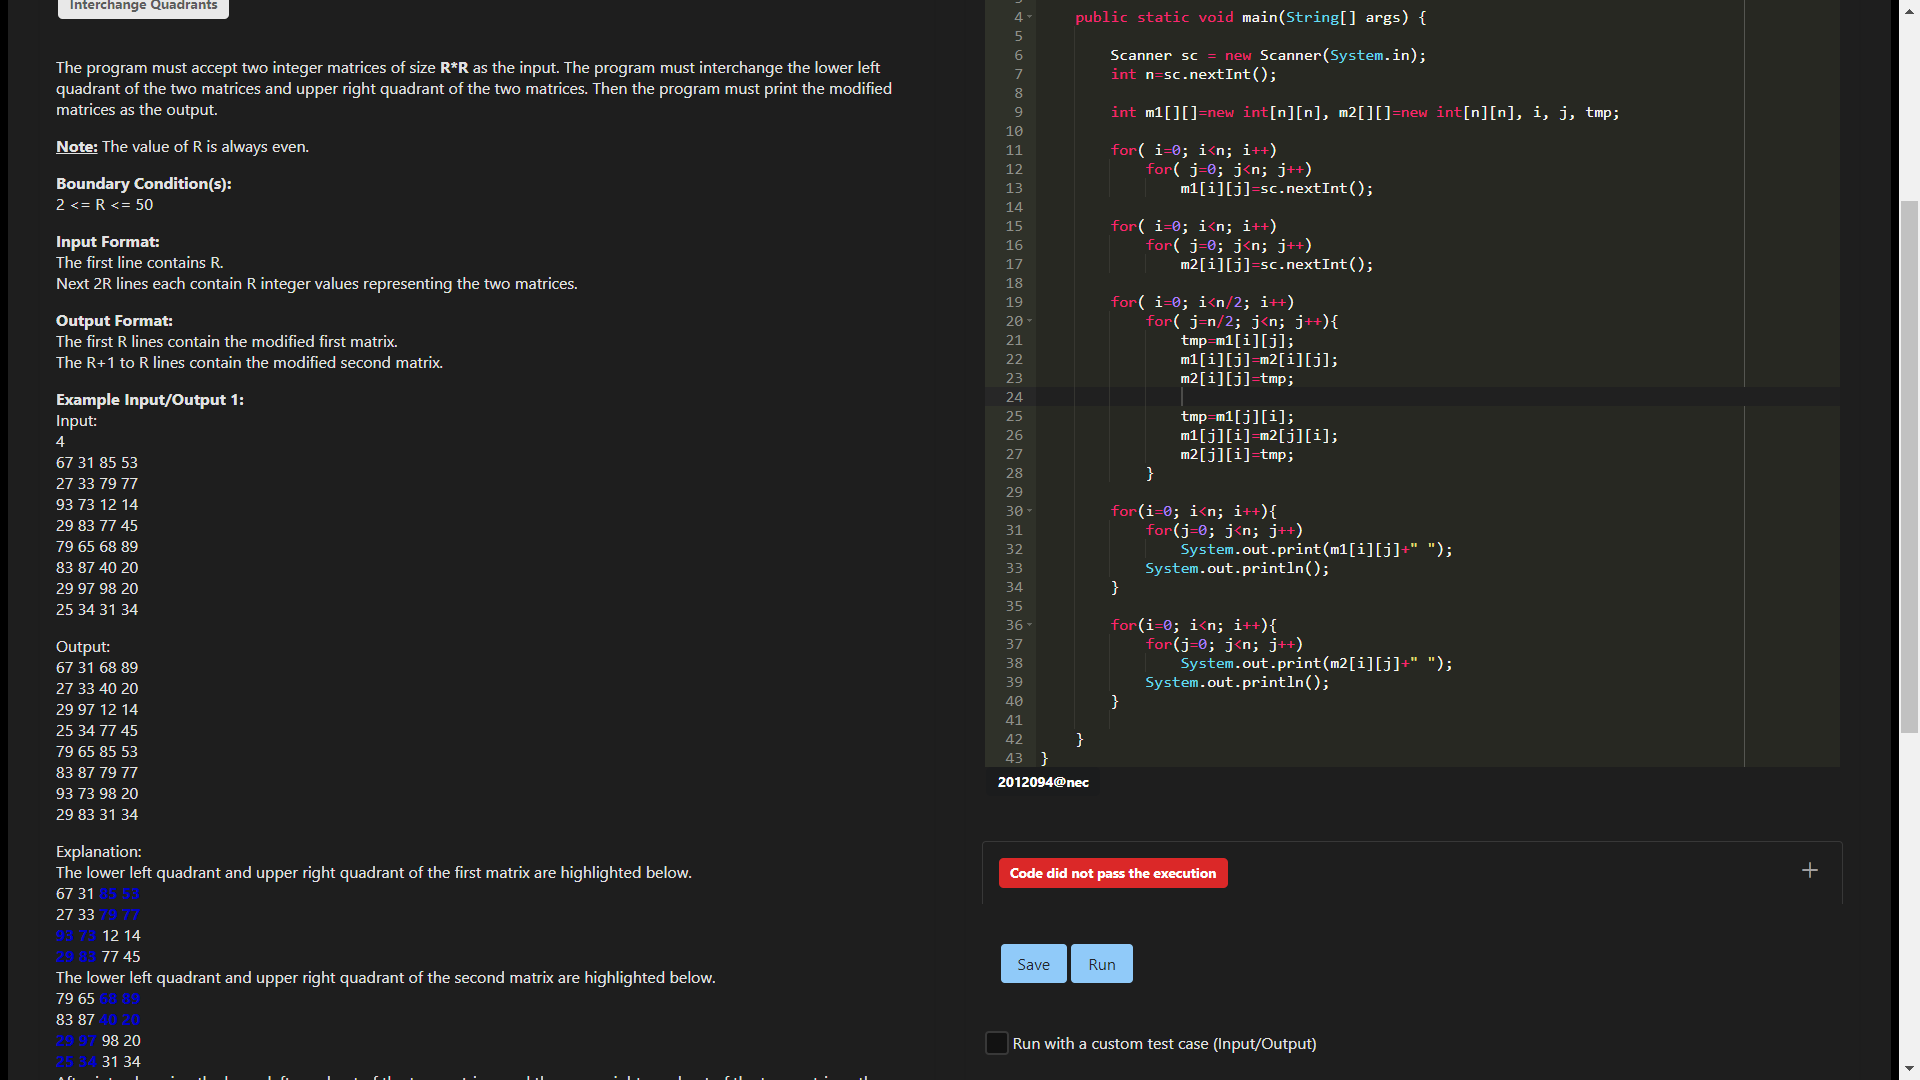 Interchange Quadrants
The program must accept two integer matrices of size R*R as the input. The program must interchange the lower left
quadrant of the two matrices and upper right quadrant of the two matrices. Then the program must print the modified
matrices as the output.
Note: The value of R is always even.
Boundary Condition(s):
2 <= R <= 50
Input Format:
The first line contains R.
Next 2R lines each contain R integer values representing the two matrices.
Output Format:
The first R lines contain the modified first matrix.
The R+1 to R lines contain the modified second matrix.
Example Input/Output 1:
Input:
4
67 31 85 53
27 33 79 77
93 73 12 14
29 83 77 45
79 65 68 89
83 87 40 20
29 97 98 20
25 34 31 34
Output:
67 31 68 89
27 33 40 20
29 97 12 14
25 34 77 45
79 65 85 53
83 87 79 77
93 73 98 20
29 83 31 34
Explanation:
The lower left quadrant and upper right quadrant of the first matrix are highlighted below.
67 31 85 53
27 33 79 77
93 73 12 14
29 83 77 45
The lower left quadrant and upper right quadrant of the second matrix are highlighted below.
79 65 68 89
83 87 40 20
29 97 98 20
25 34 31 34
4 public static void main(String[] args) {
5
6 Scanner sc = new Scanner(System.in);
7 int n=sc.nextInt();
8
9 int m1[][]=new int[n][n], m2[][]=new int[n][n], i, j, tmp;
10
11 for( i=0; i<n; i++)
12 for( j=0; j<n; j++)
13 m1[i][j]=sc.nextInt();
14
15 for( i=0; i<n; i++)
16 for( j=0; j<n; j++)
17 m2[i][j]=sc.nextInt();
18
19 for( i=0; i<n/2; i++)
20 for( j=n/2; j<n; j++){
21 tmp=m1[i][j];
22 m1[i][j]=m2[i][j];
23 m2[i][j]=tmp;
24
25 tmp=m1[j][i];
26 m1[j][i]=m2[j][i];
27 m2[j][i]=tmp;
28 }
29
30 for(i=0; i<n; i++){
31 for(j=0; j<n; j++)
32 System.out.print(m1[i][j]+" ");
33 System.out.println();
34 }
35
36 for(i=0; i<n; i++){
37 for(j=0; j<n; j++)
38 System.out.print(m2[i][j]+" ");
39 System.out.println();
40 }
41
42 }
43 }
2012094@nec
Code did not pass the execution
+
Save Run
Run with a custom test case (Input/Output)